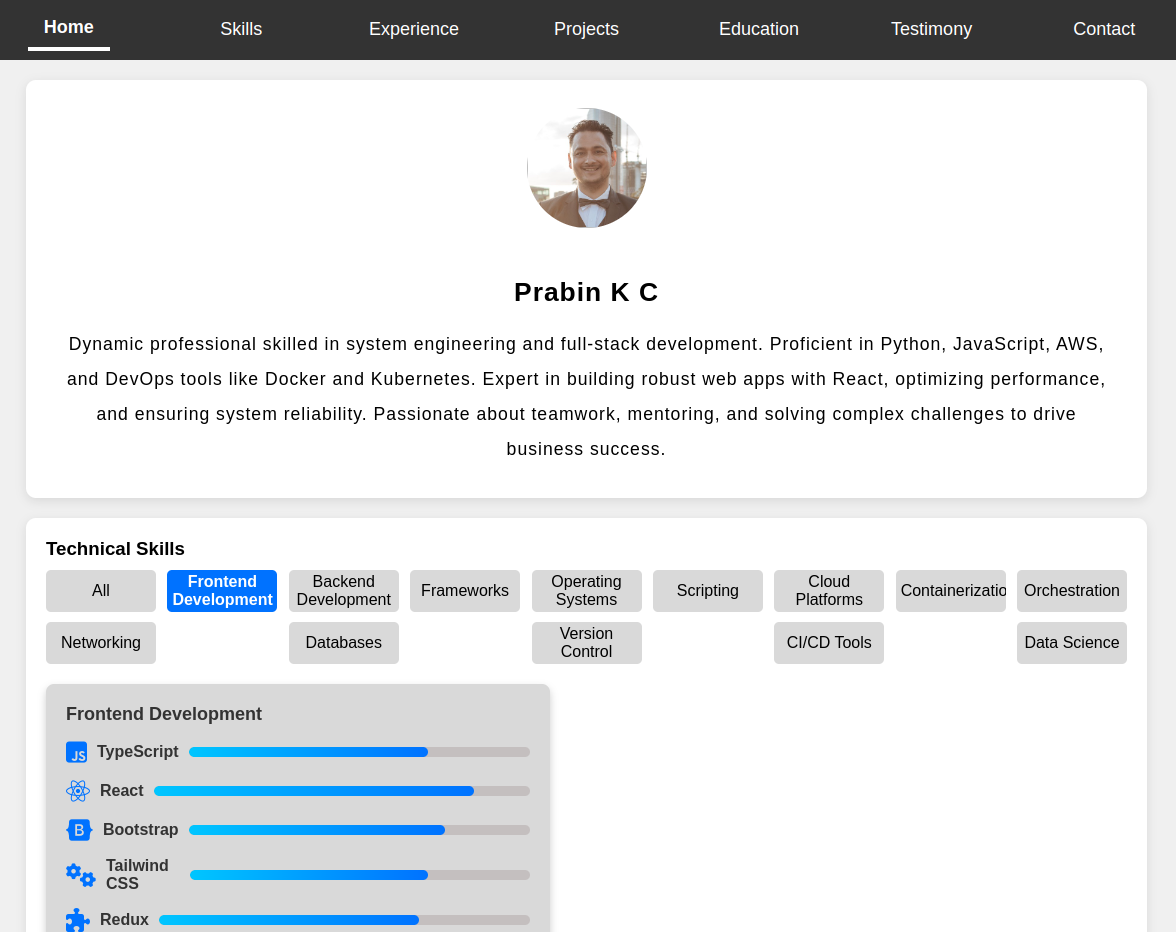 Home Skills Experience Projects Education Testimony Contact
Prabin K C
Dynamic professional skilled in system engineering and full-stack development. Proficient in Python, JavaScript, AWS,
and DevOps tools like Docker and Kubernetes. Expert in building robust web apps with React, optimizing performance,
and ensuring system reliability. Passionate about teamwork, mentoring, and solving complex challenges to drive
business success.
Technical Skills
All
Frontend
Development
Backend
Development
Frameworks
Operating
Systems
Scripting
Cloud
Platforms
Containerizatio
Orchestration
Networking
Databases
Version
Control
CI/CD Tools
Data Science
Frontend Development
JS TypeScript
React
B Bootstrap
Tailwind
CSS
Redux